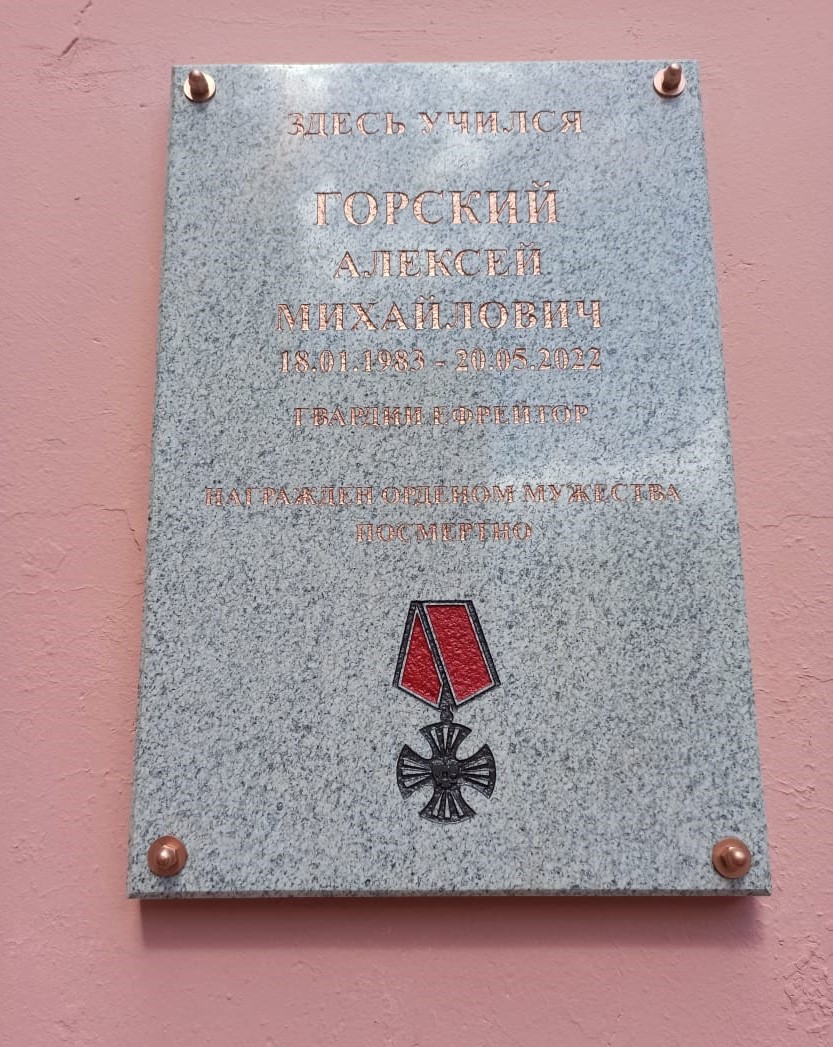 ЗДЕСЬ УЧИЛСЯ
ГОРСКИЙ
АЛЕКСЕЙ
МИХАЙЛОВИЧ
18.01.1983 - 20.05.2022
ГВАРДИИ ЕФРЕЙТОР
НАГРАЖДЕН ОРДЕНОМ МУЖЕСТВА
ПОСМЕРТНО